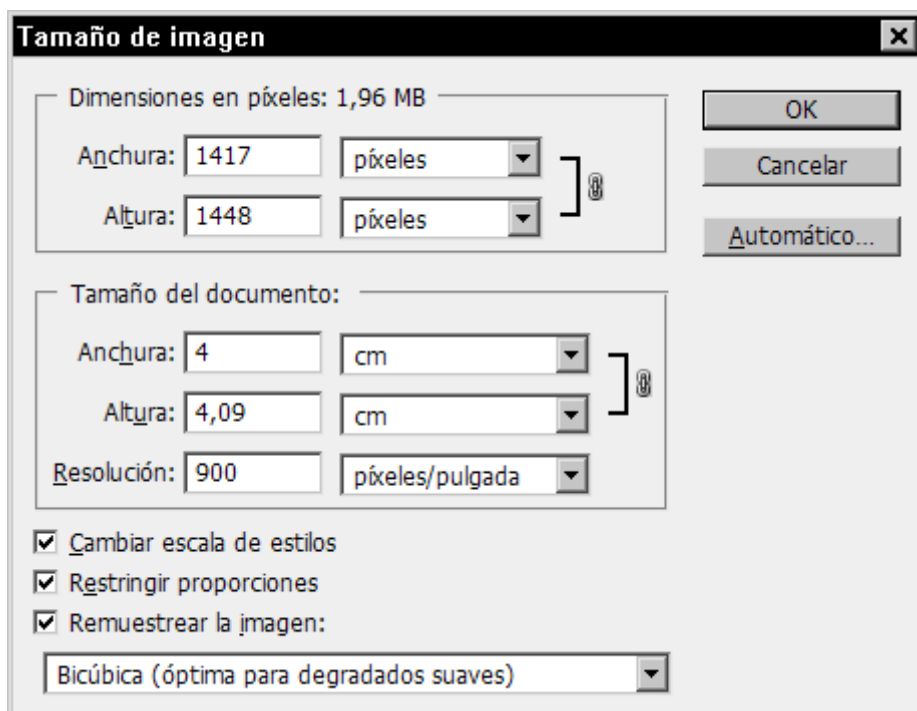 Tamaño de imagen
Dimensiones en píxeles: 1,96 MB
Anchura: 1417 píxeles
Altura: 1448 píxeles
OK
Cancelar
Automático...
Tamaño del documento:
Anchura: 4 cm
Altura: 4,09 cm
Resolución: 900 píxeles/pulgada
Cambiar escala de estilos
Restringir proporciones
Remuestrear la imagen:
Bicúbica (óptima para degradados suaves)